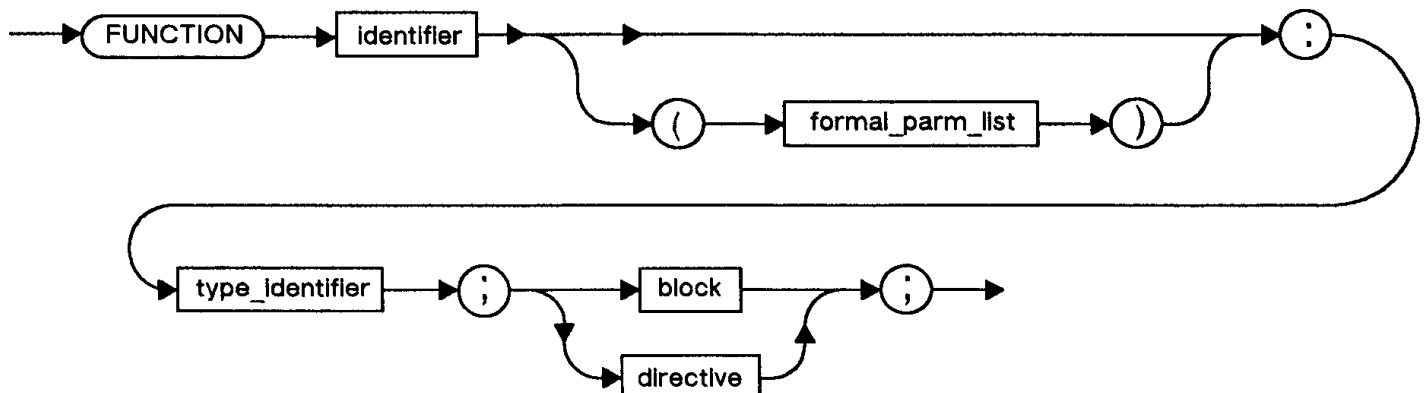 FUNCTION identifier :
( formal_parm_list )
type_identifier ; block ;
directive